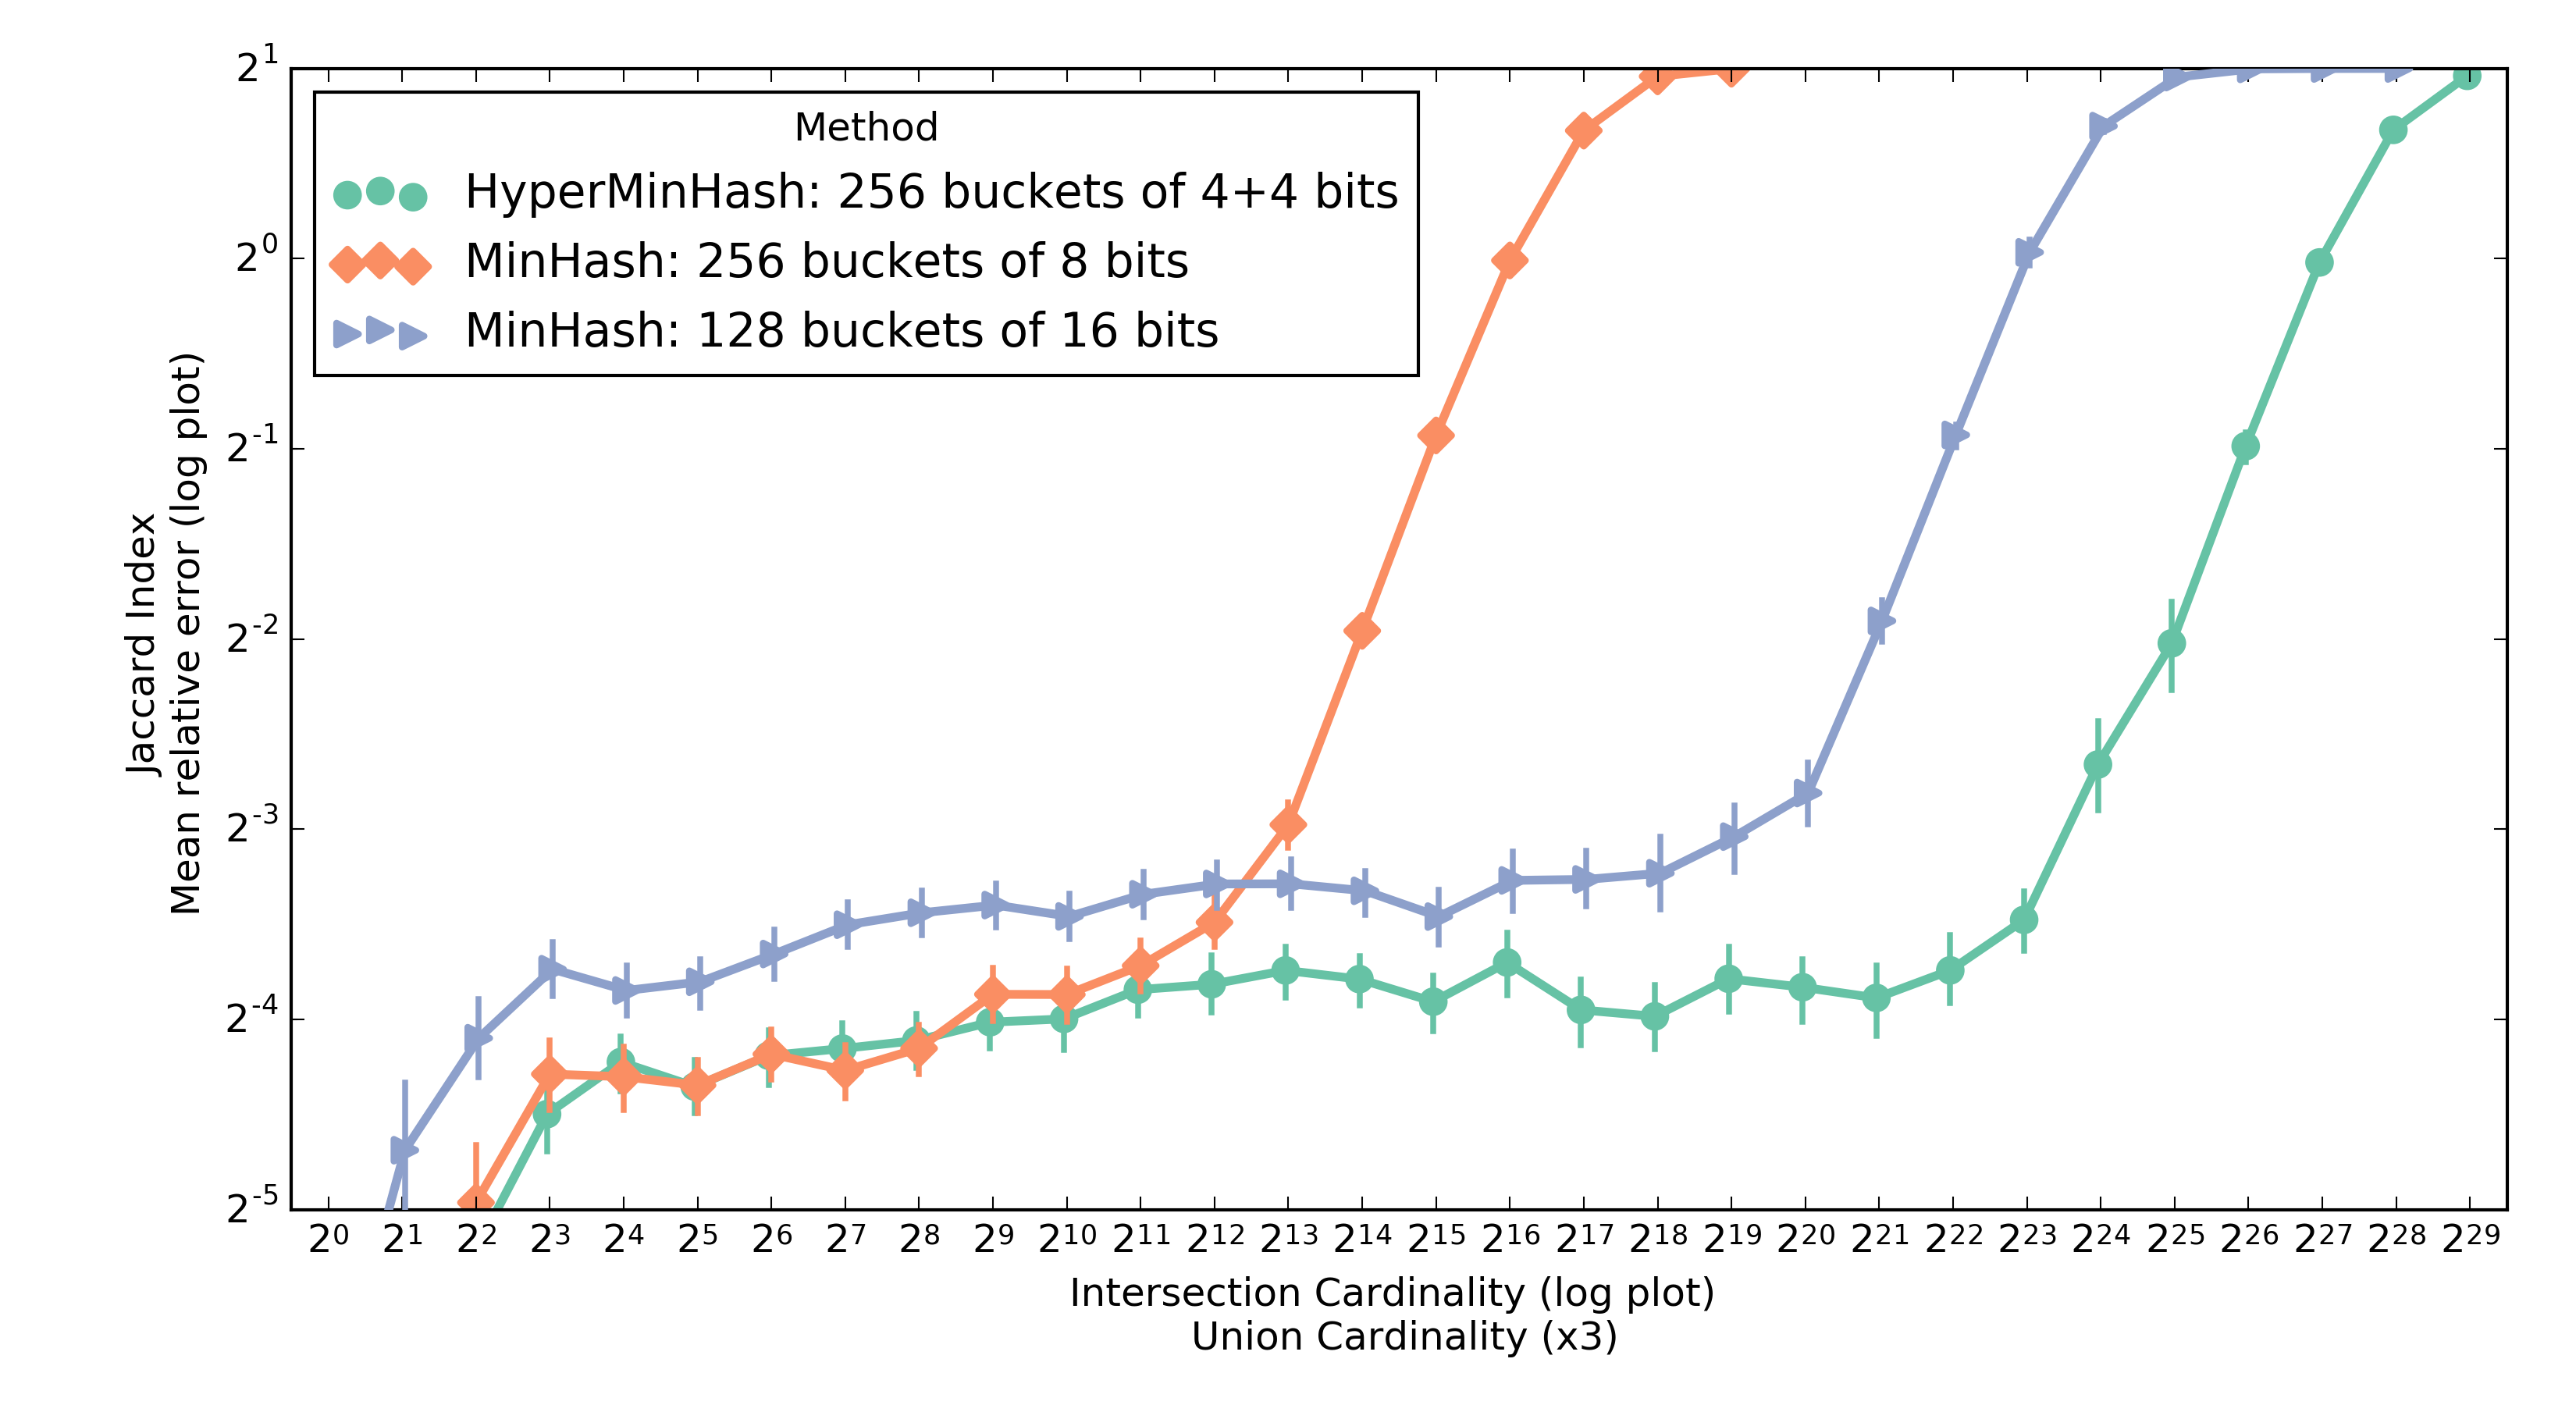 Method
HyperMinHash: 256 buckets of 4+4 bits
MinHash: 256 buckets of 8 bits
MinHash: 128 buckets of 16 bits
2^1
2^0
2^-1
2^-2
2^-3
2^-4
2^-5
Jaccard Index
Mean relative error (log plot)
2^0 2^1 2^2 2^3 2^4 2^5 2^6 2^7 2^8 2^9 2^10 2^11 2^12 2^13 2^14 2^15 2^16 2^17 2^18 2^19 2^20 2^21 2^22 2^23 2^24 2^25 2^26 2^27 2^28 2^29
Intersection Cardinality (log plot)
Union Cardinality (x3)